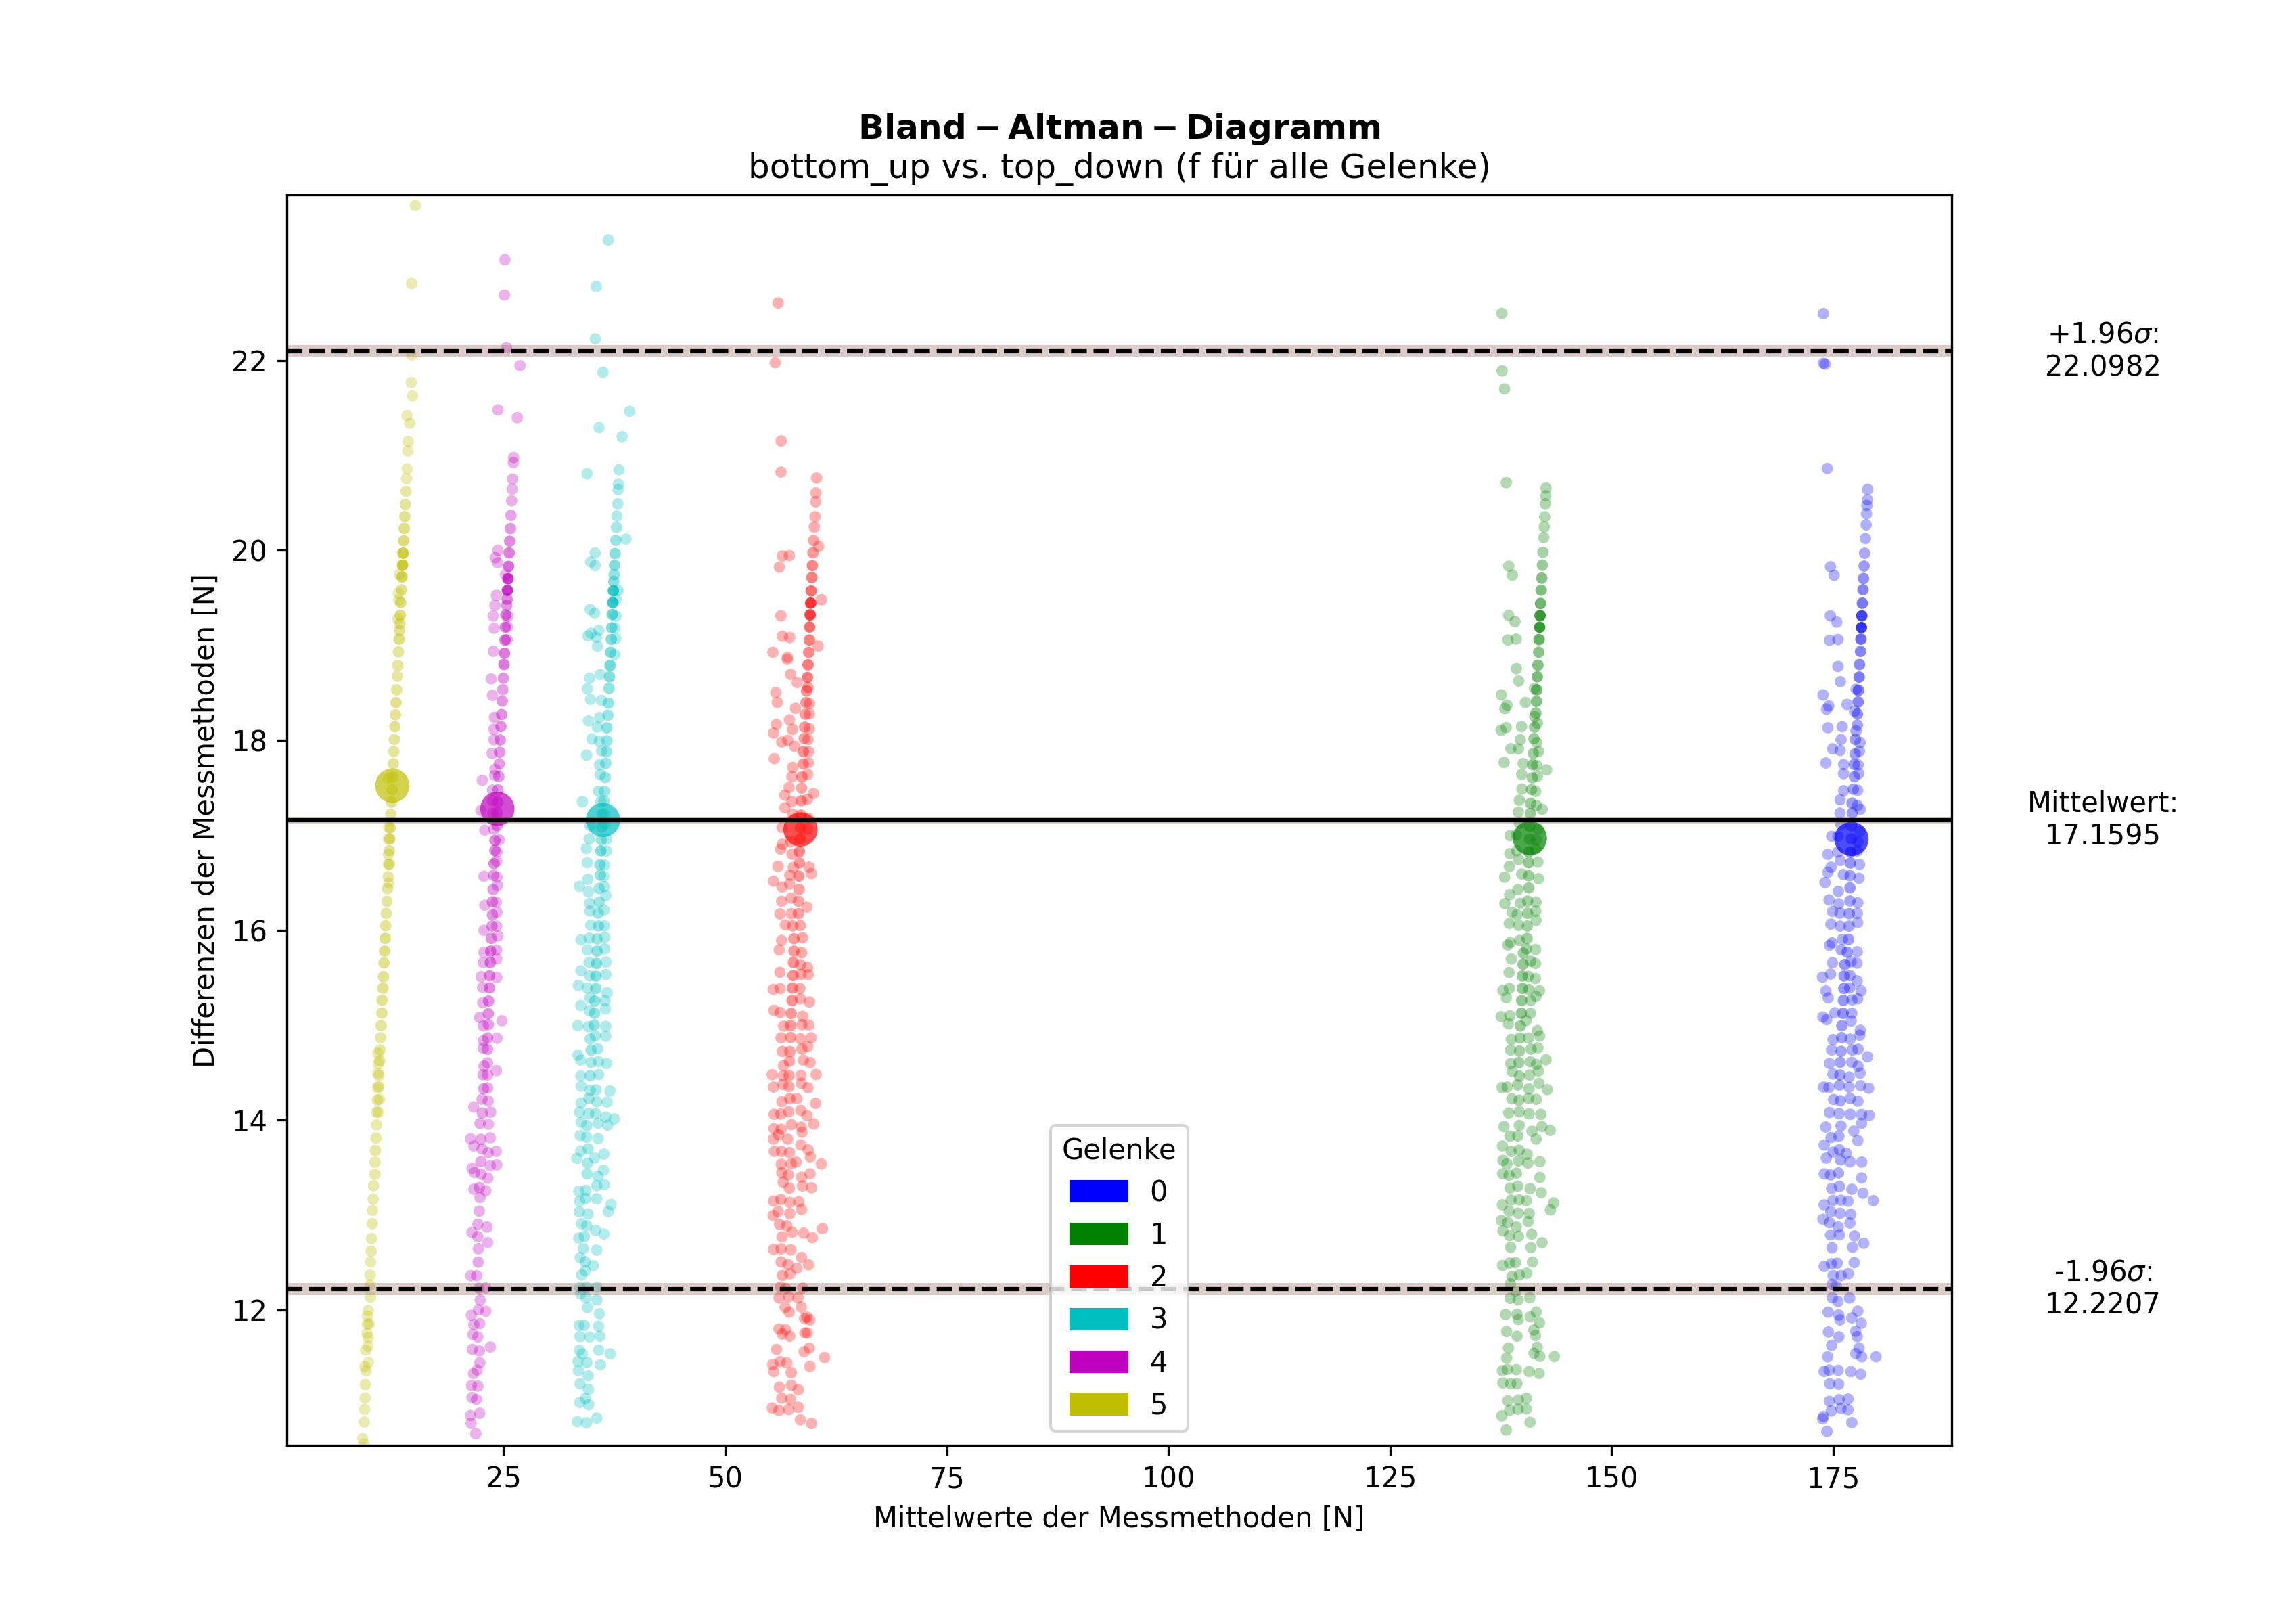 Bland − Altman − Diagramm
bottom_up vs. top_down (f für alle Gelenke)
Differenzen der Messmethoden [N]
22
20
18
16
14
12
+1.96σ:
22.0982
Mittelwert:
17.1595
-1.96σ:
12.2207
Gelenke
0
1
2
3
4
5
25
50
75
100
125
150
175
Mittelwerte der Messmethoden [N]